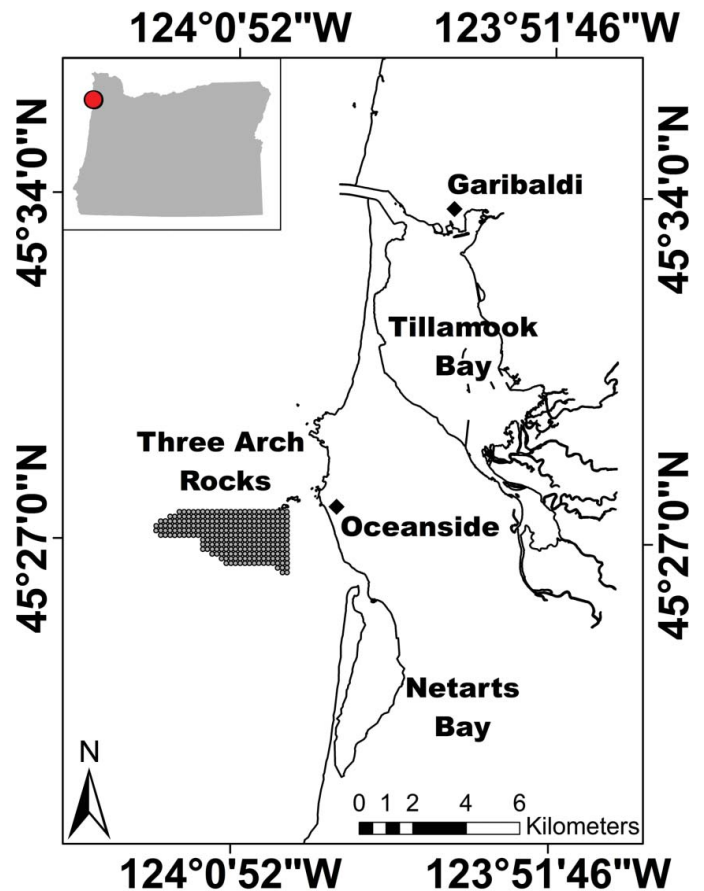 124°0'52"W 123°51'46"W
45°34'0"N
45°34'0"N
Garibaldi
Tillamook
Bay
Three Arch
Rocks
Oceanside
45°27'0"N
45°27'0"N
Netarts
Bay
N
0 1 2 4 6
Kilometers
124°0'52"W 123°51'46"W